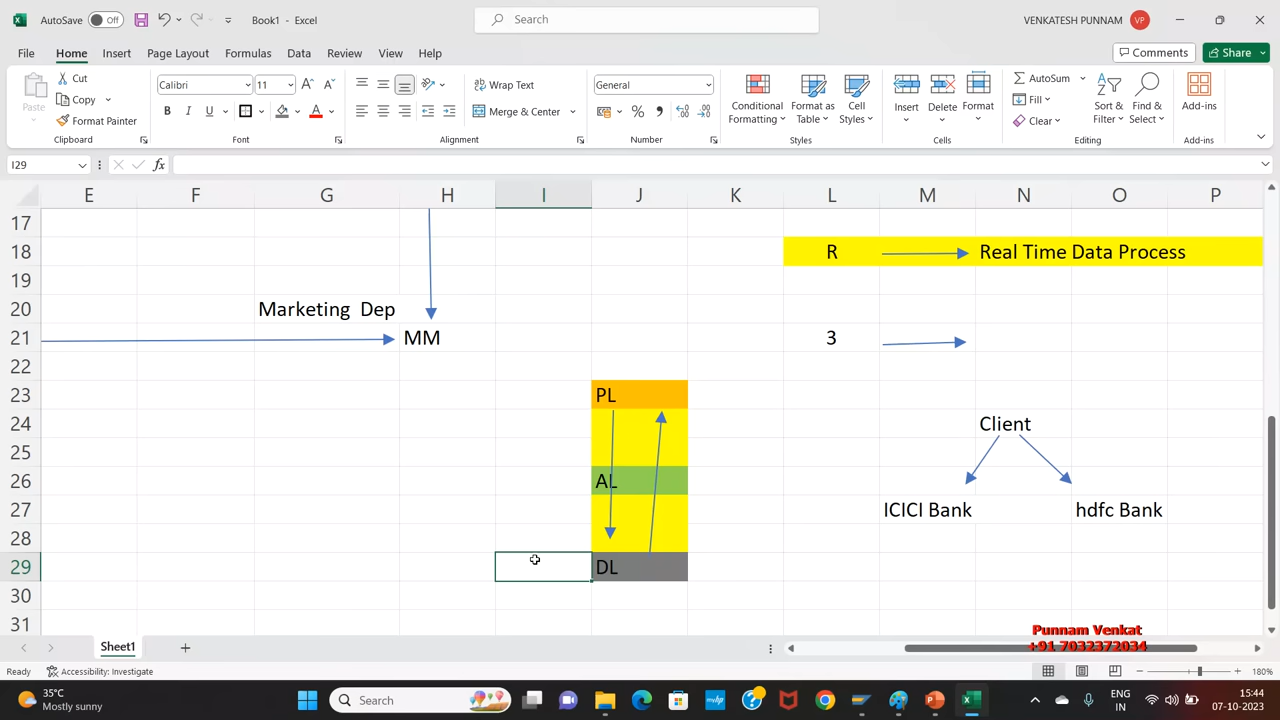 AutoSave Off Book1 - Excel Search VENKATESH PUNNAM VP
File Home Insert Page Layout Formulas Data Review View Help Comments Share
Paste Cut Copy Format Painter Clipboard
Calibri 11 B I U Font
Wrap Text Merge & Center Alignment
General Number
Conditional Formatting Format as Table Cell Styles Styles
Insert Delete Format Cells
AutoSum Fill Clear Sort & Filter Find & Select Editing
Add-ins Add-ins
I29 fx
E F G H I J K L M N O P
17
18 R Real Time Data Process
19
20 Marketing Dep
21 MM 3
22
23 PL
24 Client
25
26 AL
27 ICICI Bank hdfc Bank
28
29 DL
30
31
Punnam Venkat
+91 7032372034
Sheet1
Ready Accessibility: Investigate 180%
35°C
Mostly sunny
Search
ENG
IN
15:44
07-10-2023